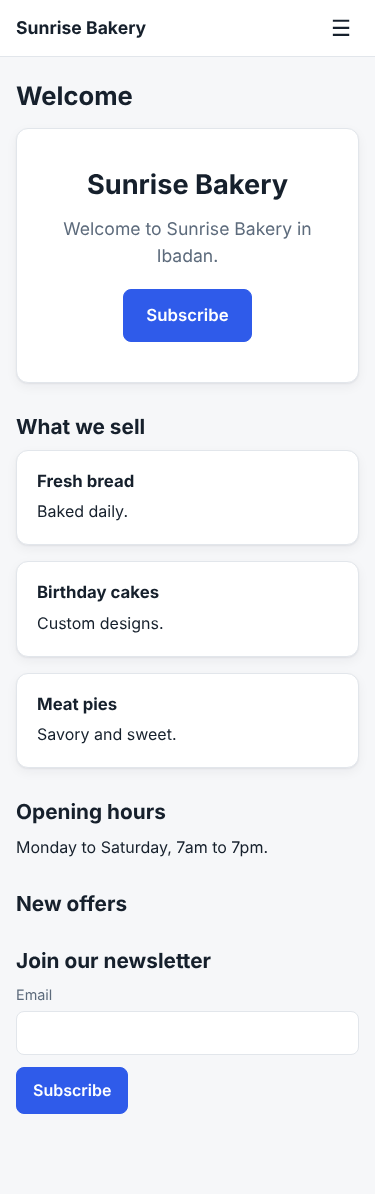 Sunrise Bakery ☰
Welcome
Sunrise Bakery
Welcome to Sunrise Bakery in
Ibadan.
Subscribe
What we sell
Fresh bread
Baked daily.
Birthday cakes
Custom designs.
Meat pies
Savory and sweet.
Opening hours
Monday to Saturday, 7am to 7pm.
New offers
Join our newsletter
Email
Subscribe